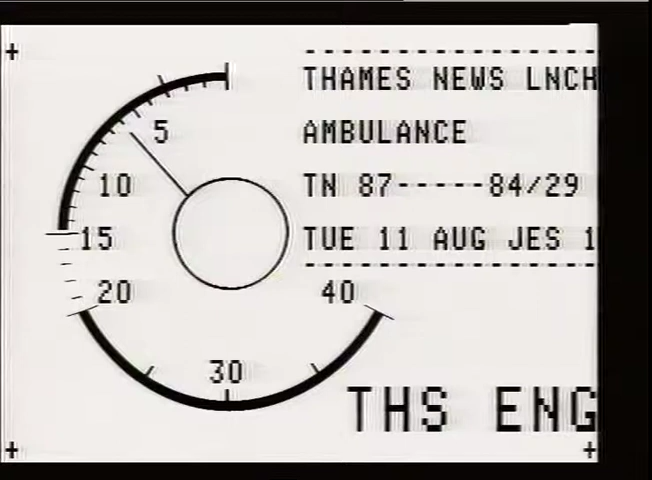 THAMES NEWS LNCH
AMBULANCE
TN 87-----84/29
TUE 11 AUG JES 1
5
10
15
20
30
40
THS ENG